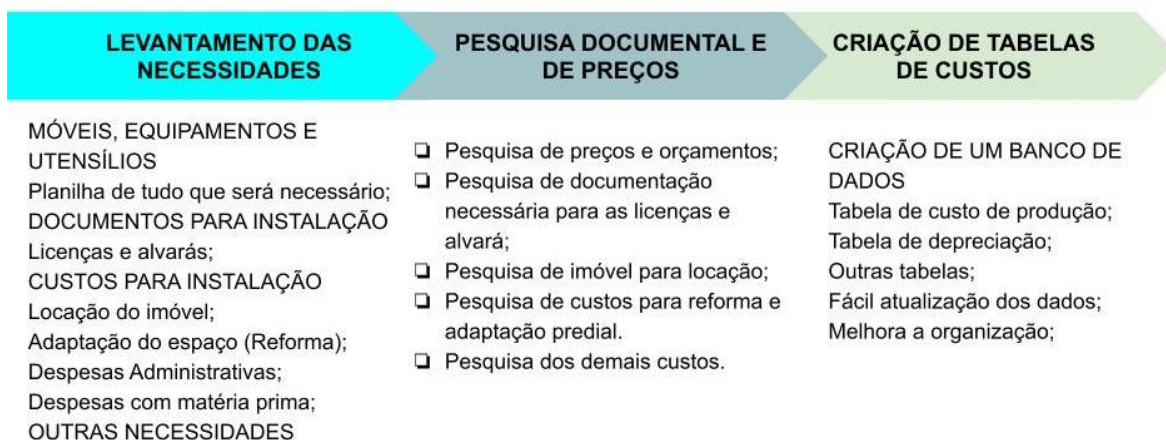 LEVANTAMENTO DAS
NECESSIDADES
MÓVEIS, EQUIPAMENTOS E
UTENSÍLIOS
Planilha de tudo que será necessário;
DOCUMENTOS PARA INSTALAÇÃO
Licenças e alvarás;
CUSTOS PARA INSTALAÇÃO
Locação do imóvel;
Adaptação do espaço (Reforma);
Despesas Administrativas;
Despesas com matéria prima;
OUTRAS NECESSIDADES
PESQUISA DOCUMENTAL E
DE PREÇOS
❑ Pesquisa de preços e orçamentos;
❑ Pesquisa de documentação
necessária para as licenças e
alvará;
❑ Pesquisa de imóvel para locação;
❑ Pesquisa de custos para reforma e
adaptação predial.
❑ Pesquisa dos demais custos.
CRIAÇÃO DE TABELAS
DE CUSTOS
CRIAÇÃO DE UM BANCO DE
DADOS
Tabela de custo de produção;
Tabela de depreciação;
Outras tabelas;
Fácil atualização dos dados;
Melhora a organização;